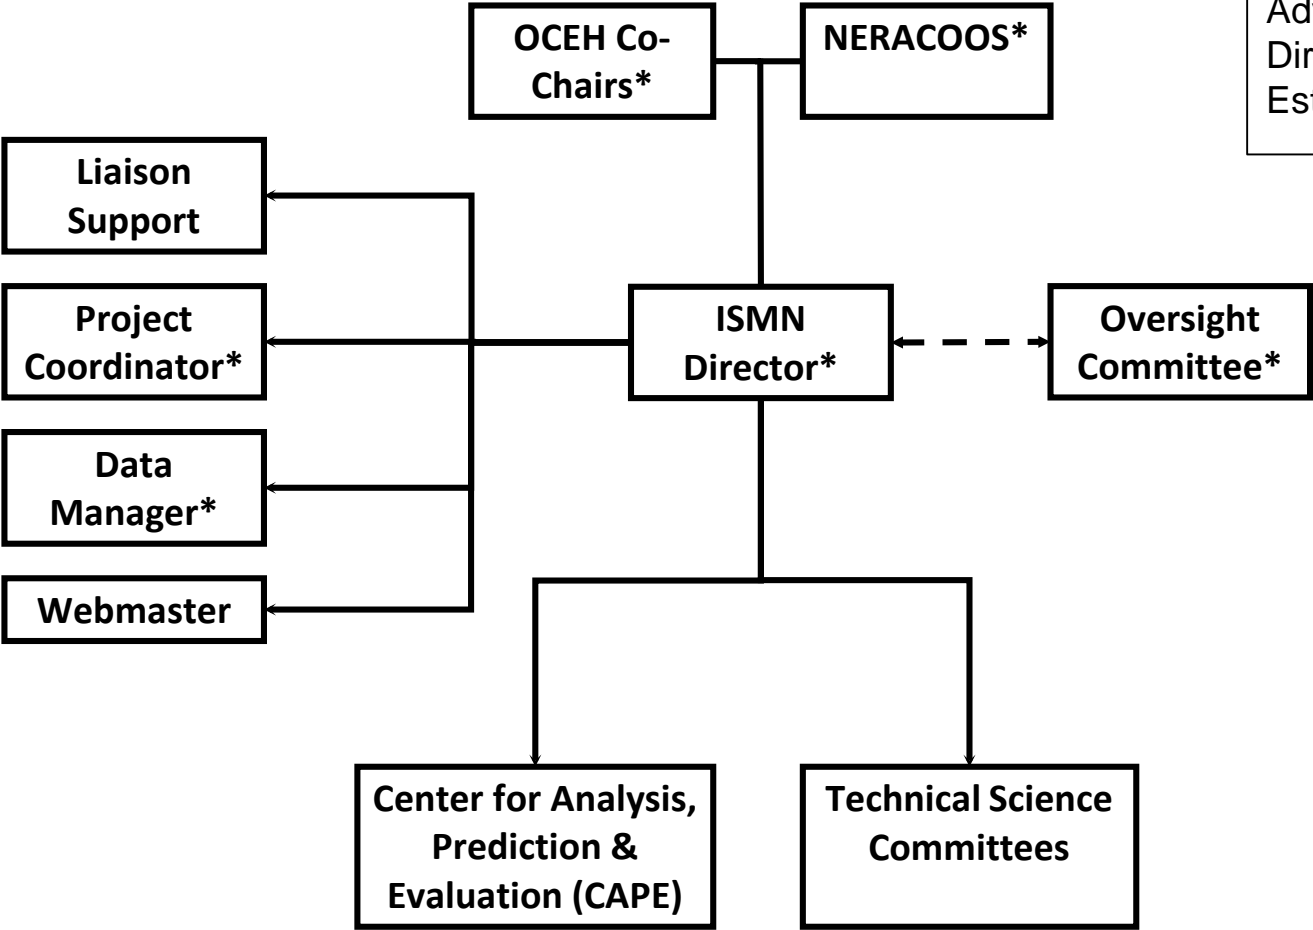 OCEH Co-
Chairs*
NERACOOS*
Liaison
Support
Project
Coordinator*
ISMN
Director*
Oversight
Committee*
Data
Manager*
Webmaster
Center for Analysis,
Prediction &
Evaluation (CAPE)
Technical Science
Committees